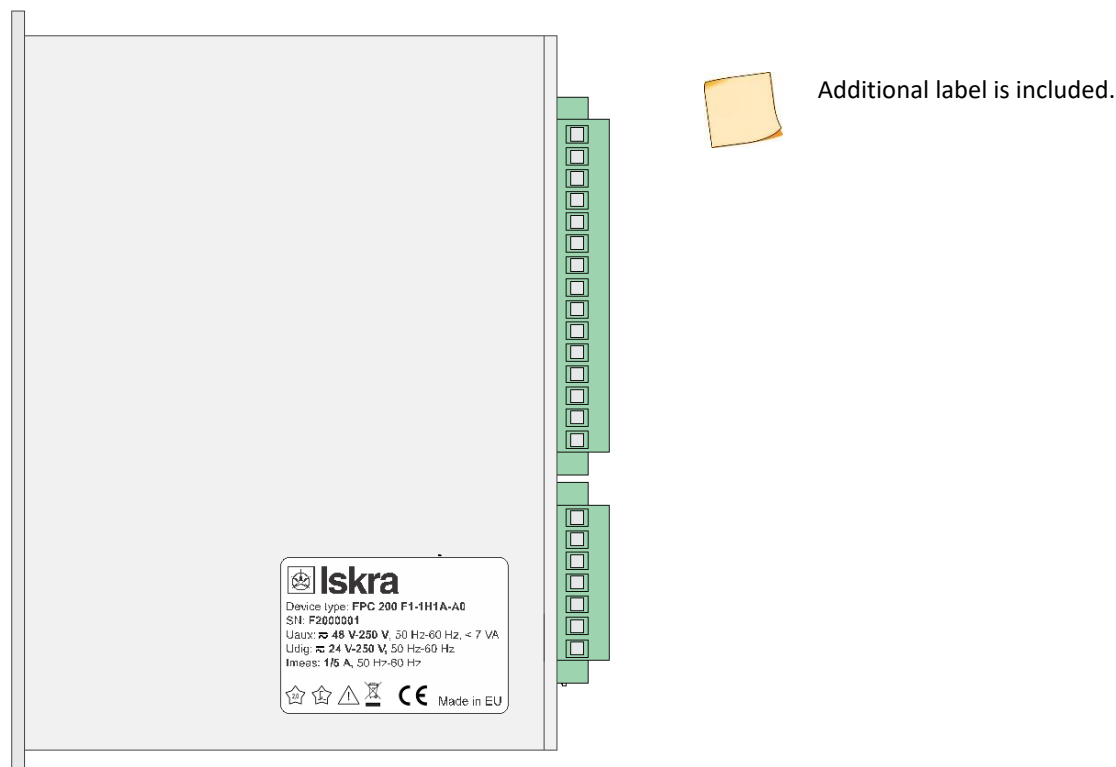 Additional label is included.
Iskra
Device type: FPC 200 F1-1H1A-A0
SN: F2000001
Uaux: ⎓ 48 V-250 V, 50 Hz-60 Hz, < 7 VA
Udig: ⎓ 24 V-250 V, 50 Hz-60 Hz
Imeas: 1/5 A, 50 Hz-60 Hz
CE Made in EU